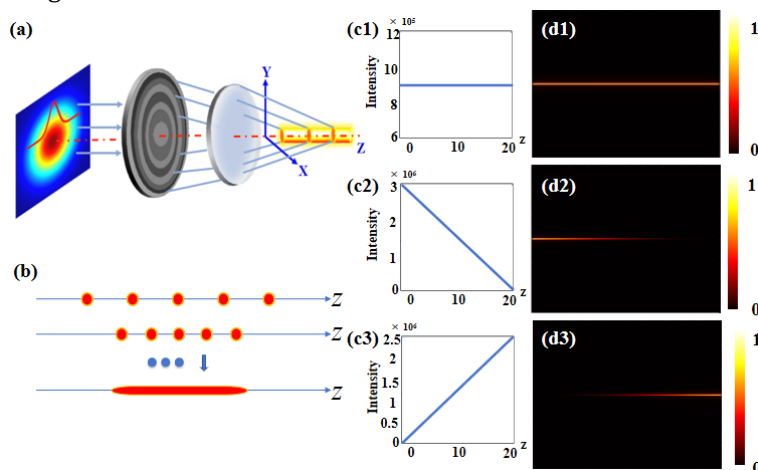 (a)
Y
Z
X
(b)
Z
Z
Z
(c1)
× 10⁵
12
10
8
6
Intensity
0
10
20
z
(d1)
1
0
(c2)
× 10⁶
3
2
1
0
Intensity
0
10
20
z
(d2)
1
0
(c3)
× 10⁶
2.5
2
1.5
1
0.5
0
Intensity
0
10
20
z
(d3)
1
0